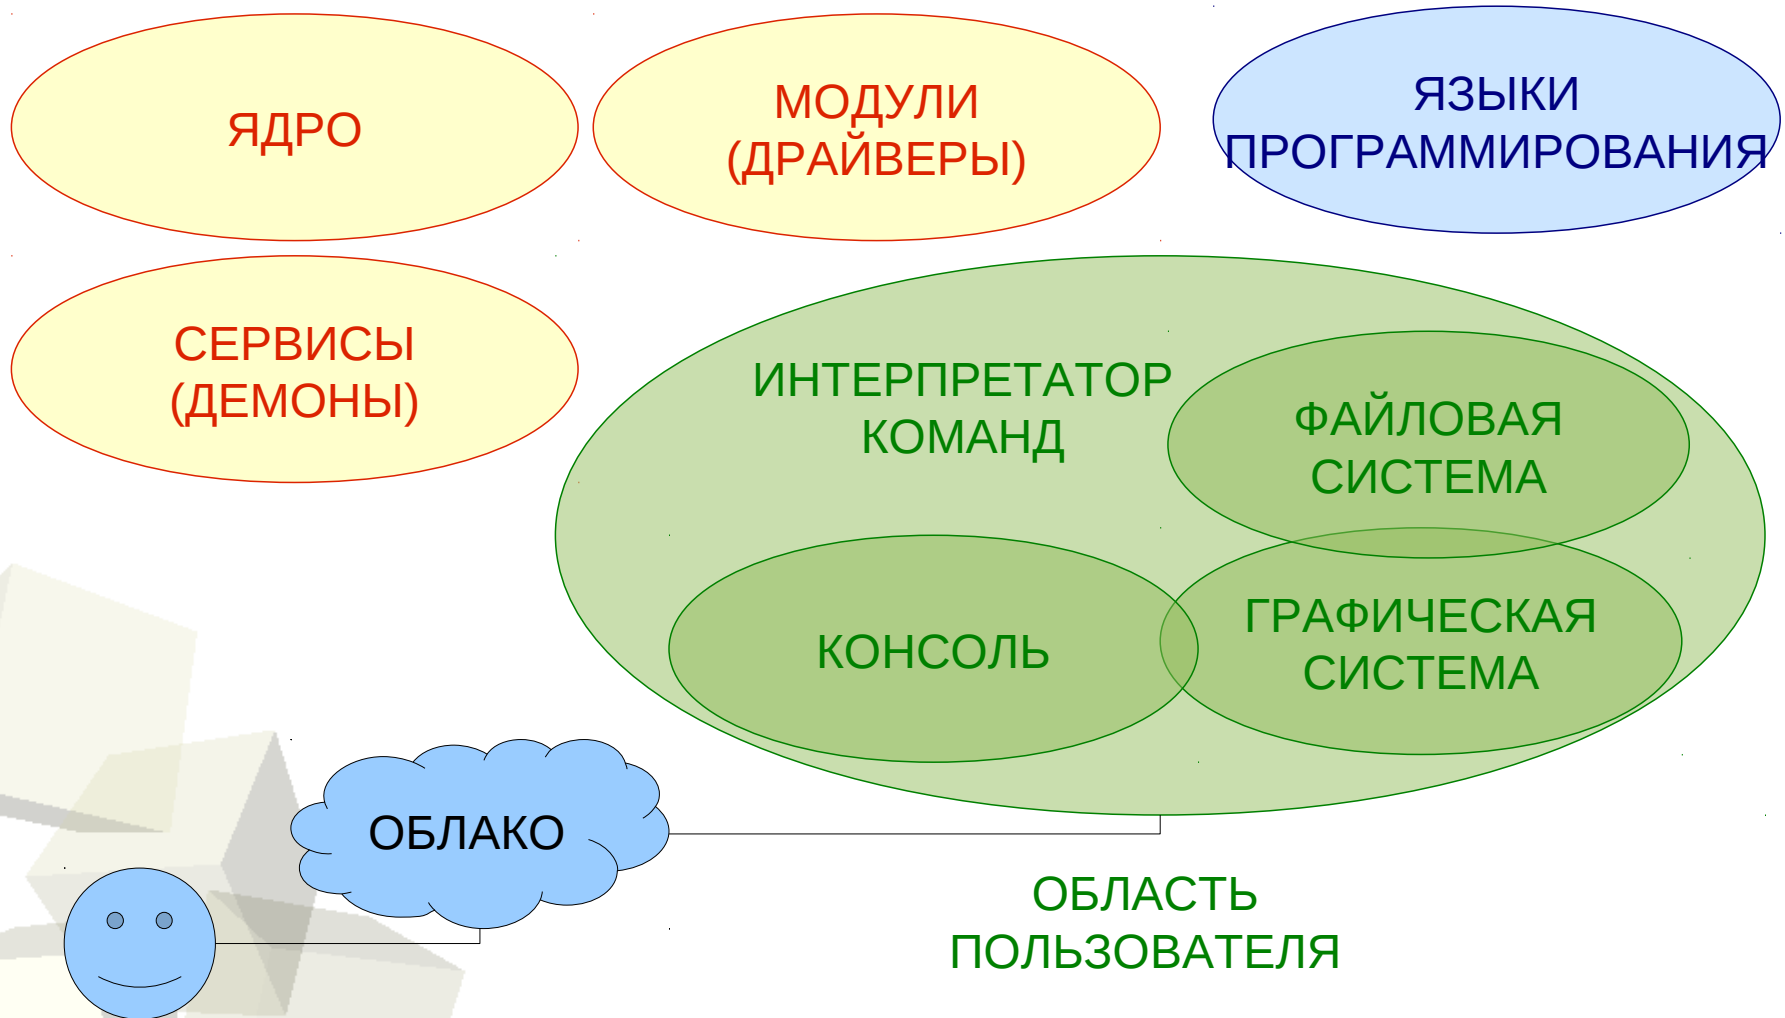 ЯДРО
МОДУЛИ
(ДРАЙВЕРЫ)
ЯЗЫКИ
ПРОГРАММИРОВАНИЯ
СЕРВИСЫ
(ДЕМОНЫ)
ИНТЕРПРЕТАТОР
КОМАНД
ФАЙЛОВАЯ
СИСТЕМА
КОНСОЛЬ
ГРАФИЧЕСКАЯ
СИСТЕМА
ОБЛАКО
ОБЛАСТЬ
ПОЛЬЗОВАТЕЛЯ